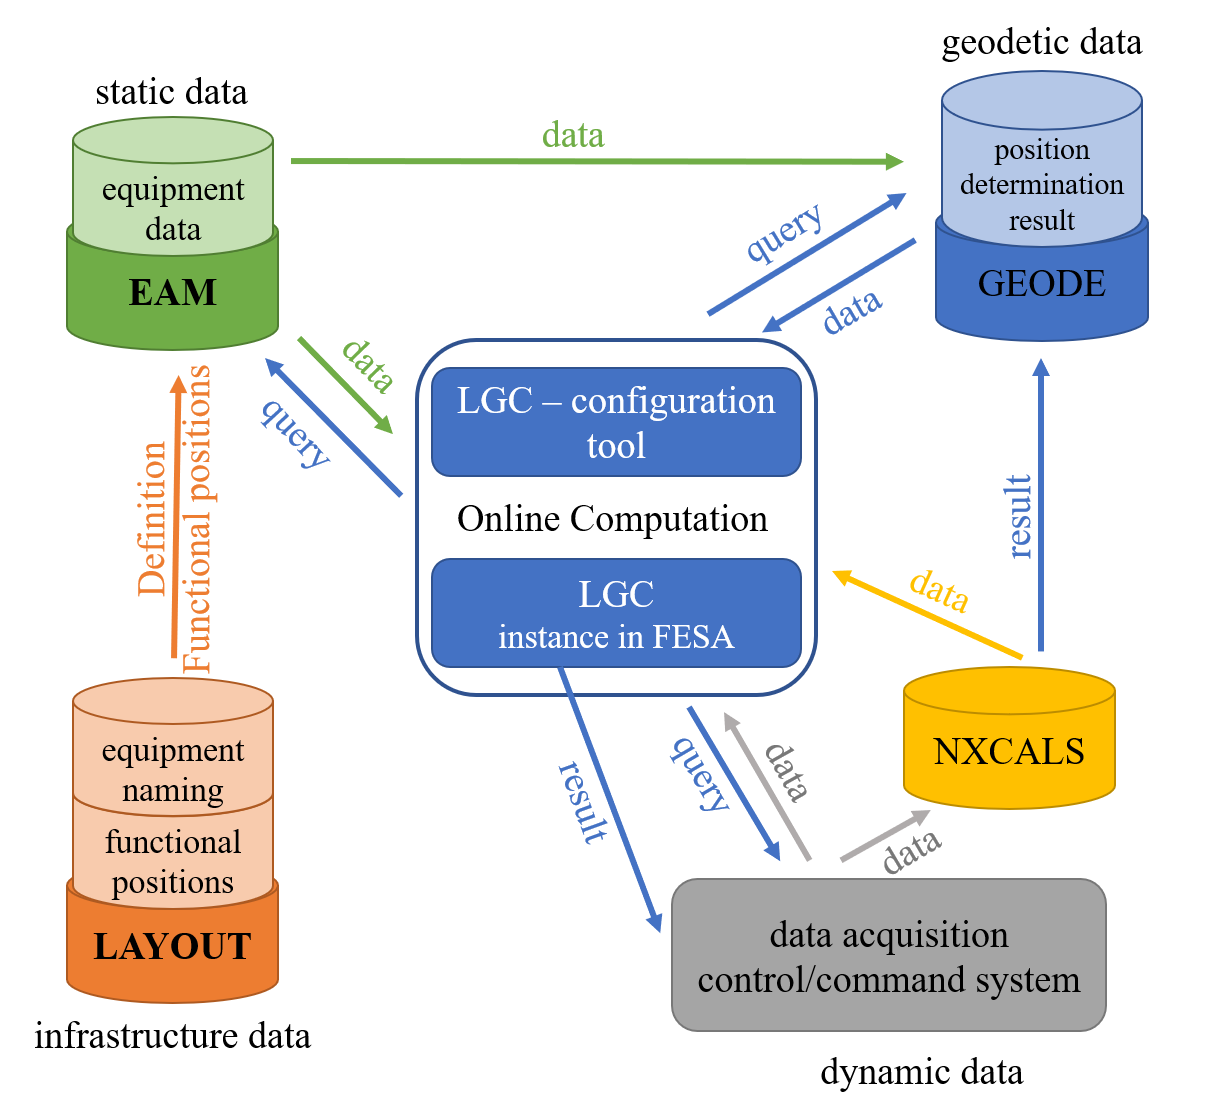 geodetic data
static data
data
position
determination
result
equipment
data
query
GEODE
EAM
data
data
query
LGC – configuration
tool
Definition
Functional positions
Online Computation
result
LGC
instance in FESA
data
equipment
naming
NXCALS
query
data
result
functional
positions
data
LAYOUT
data acquisition
control/command system
infrastructure data
dynamic data